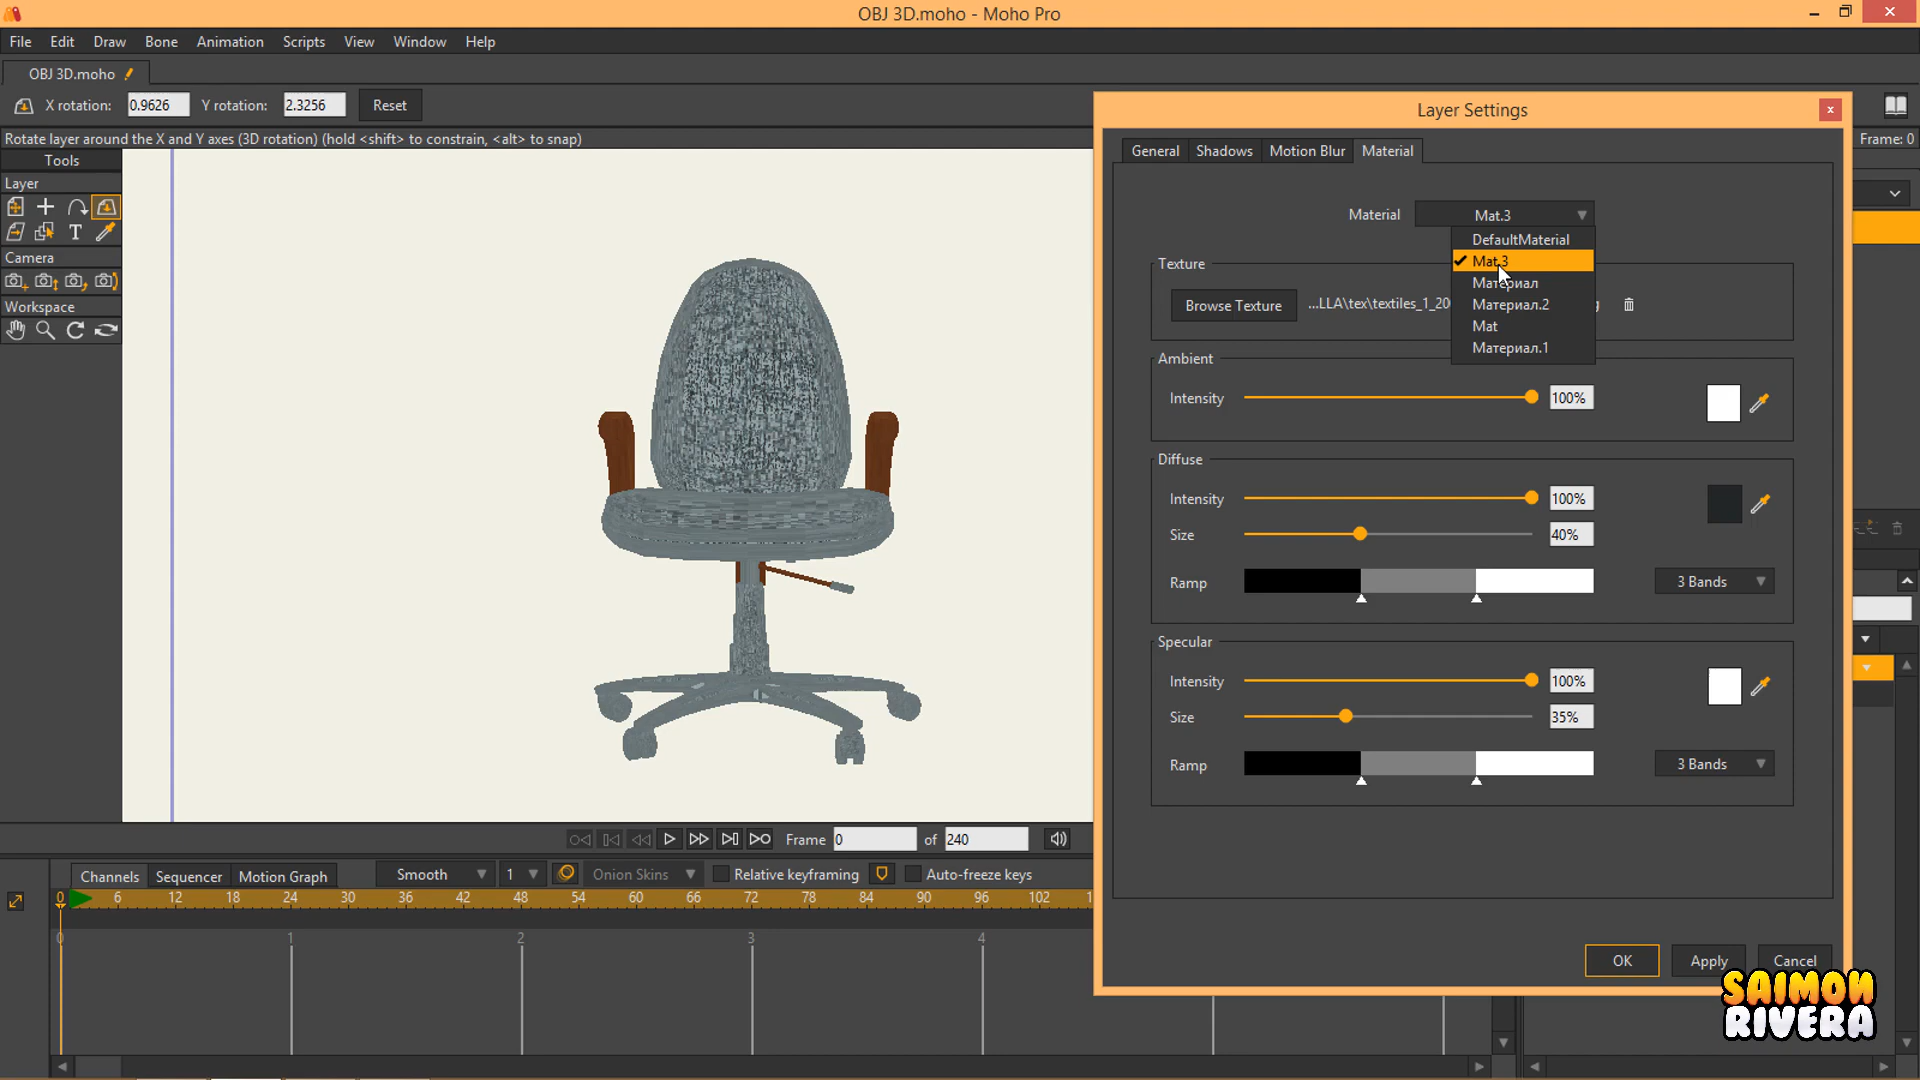 OBJ 3D.moho - Moho Pro
File Edit Draw Bone Animation Scripts View Window Help
OBJ 3D.moho
X rotation: 0.9626 Y rotation: 2.3256 Reset
Rotate layer around the X and Y axes (3D rotation) (hold <shift> to constrain, <alt> to snap)
Frame: 0
Tools
Layer
Camera
Workspace
Layer Settings
General Shadows Motion Blur Material
Material Mat.3
DefaultMaterial
Mat.3
Материал
Материал.2
Mat
Материал.1
Texture
Browse Texture ...LLA\tex\textiles_1_20
Ambient
Intensity 100%
Diffuse
Intensity 100%
Size 40%
Ramp 3 Bands
Specular
Intensity 100%
Size 35%
Ramp 3 Bands
OK Apply Cancel
Frame 0 of 240
Channels Sequencer Motion Graph Smooth 1 Onion Skins Relative keyframing Auto-freeze keys
0 6 12 18 24 30 36 42 48 54 60 66 72 78 84 90 96 102
0 1 2 3 4
SAIMON
RIVERA